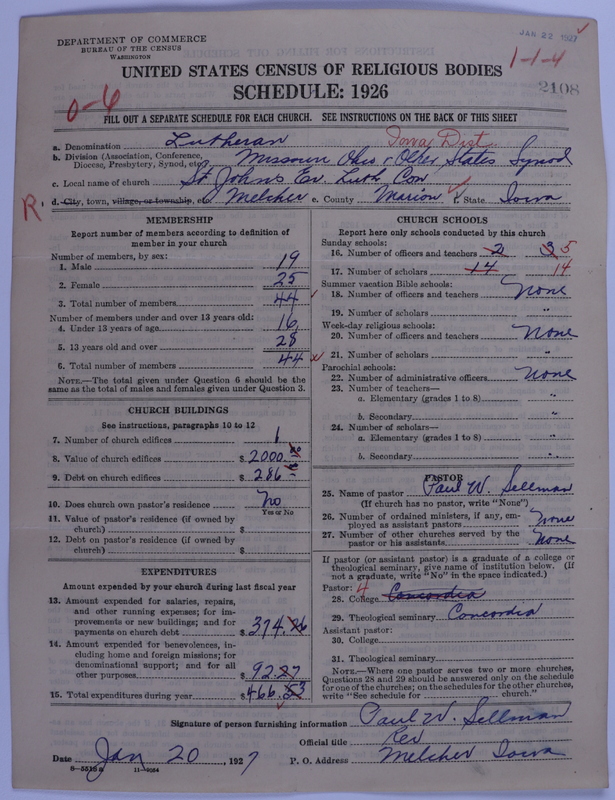 DEPARTMENT OF COMMERCE
BUREAU OF THE CENSUS
WASHINGTON
JAN 22 1927
1-1-4
2108
0-6
UNITED STATES CENSUS OF RELIGIOUS BODIES
SCHEDULE: 1926
FILL OUT A SEPARATE SCHEDULE FOR EACH CHURCH. SEE INSTRUCTIONS ON THE BACK OF THIS SHEET
a. Denomination Lutheran Iowa Dist.
b. Division (Association, Conference, Diocese, Presbytery, Synod, etc.) Missouri Ohio & Other States Synod
c. Local name of church St Johns Ev. Luth Con
R
d. City, town, village, or township, etc. Melcher e. County Marion f. State Iowa
MEMBERSHIP
Report number of members according to definition of
member in your church
Number of members, by sex:
1. Male 19
2. Female 25
3. Total number of members 44
Number of members under and over 13 years old:
4. Under 13 years of age 16
5. 13 years old and over 28
6. Total number of members 44
NOTE.—The total given under Question 6 should be the
same as the total of males and females given under Question 3.
CHURCH BUILDINGS
See instructions, paragraphs 10 to 12
7. Number of church edifices 1
8. Value of church edifices $ 2000.00
9. Debt on church edifices $ 286
10. Does church own pastor's residence? No
Yes or No
11. Value of pastor's residence (if owned by
church) $
12. Debt on pastor's residence (if owned by
church) $
EXPENDITURES
Amount expended by your church during last fiscal year
13. Amount expended for salaries, repairs,
and other running expenses; for im-
provements or new buildings; and for
payments on church debt $ 374.26
14. Amount expended for benevolences, in-
cluding home and foreign missions; for
denominational support; and for all
other purposes $ 92.27
15. Total expenditures during year $ 466.53
CHURCH SCHOOLS
Report here only schools conducted by this church
Sunday schools:
16. Number of officers and teachers 2 3 5
17. Number of scholars 14 14
Summer vacation Bible schools:
18. Number of officers and teachers None
19. Number of scholars "
Week-day religious schools:
20. Number of officers and teachers None
21. Number of scholars "
Parochial schools:
22. Number of administrative officers None
23. Number of teachers—
a. Elementary (grades 1 to 8) "
b. Secondary "
24. Number of scholars—
a. Elementary (grades 1 to 8) "
b. Secondary "
PASTOR
25. Name of pastor Paul W. Sellman
(If church has no pastor, write "None")
26. Number of ordained ministers, if any, em-
ployed as assistant pastors None
27. Number of other churches served by the
pastor or his assistants None
If pastor (or assistant pastor) is a graduate of a college or
theological seminary, give name of institution below. (If
not a graduate, write "No" in the space indicated.)
Pastor: 4
28. College Concordia
29. Theological seminary Concordia
Assistant pastor:
30. College
31. Theological seminary
NOTE.—Where one pastor serves two or more churches,
Questions 28 and 29 should be answered only on the schedule
for one of the churches; on the schedules for the other churches,
write "See schedule for church."
Signature of person furnishing information Paul W. Sellman
Official title Rev
Date Jan 20, 1927 P. O. Address Melcher Iowa
8-5518a 11-9064